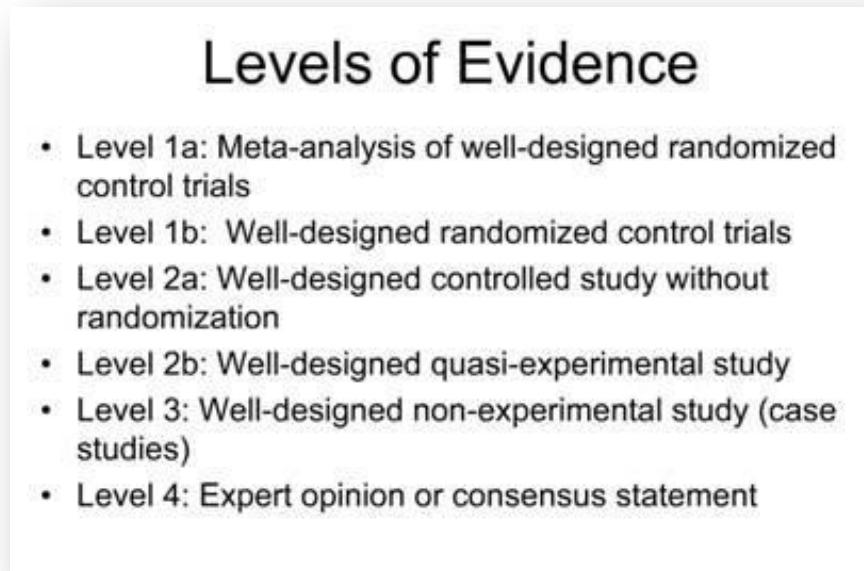 Levels of Evidence
• Level 1a: Meta-analysis of well-designed randomized
control trials
• Level 1b:  Well-designed randomized control trials
• Level 2a: Well-designed controlled study without
randomization
• Level 2b: Well-designed quasi-experimental study
• Level 3: Well-designed non-experimental study (case
studies)
• Level 4: Expert opinion or consensus statement